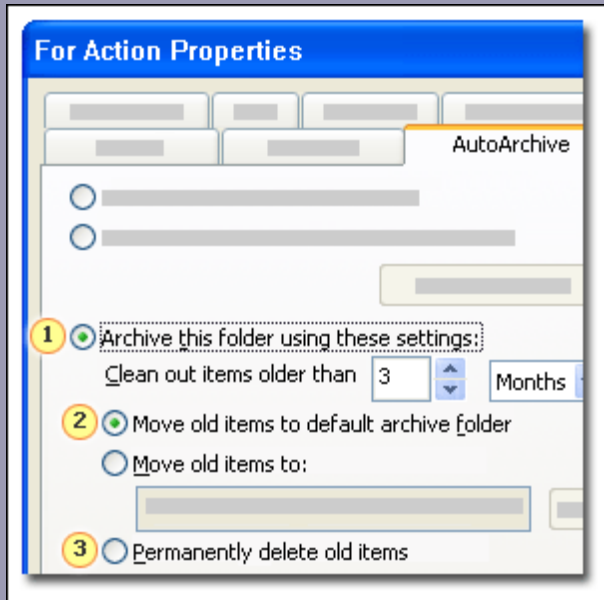 For Action Properties
AutoArchive
1 Archive this folder using these settings:
Clean out items older than 3 Months
2 Move old items to default archive folder
Move old items to:
3 Permanently delete old items